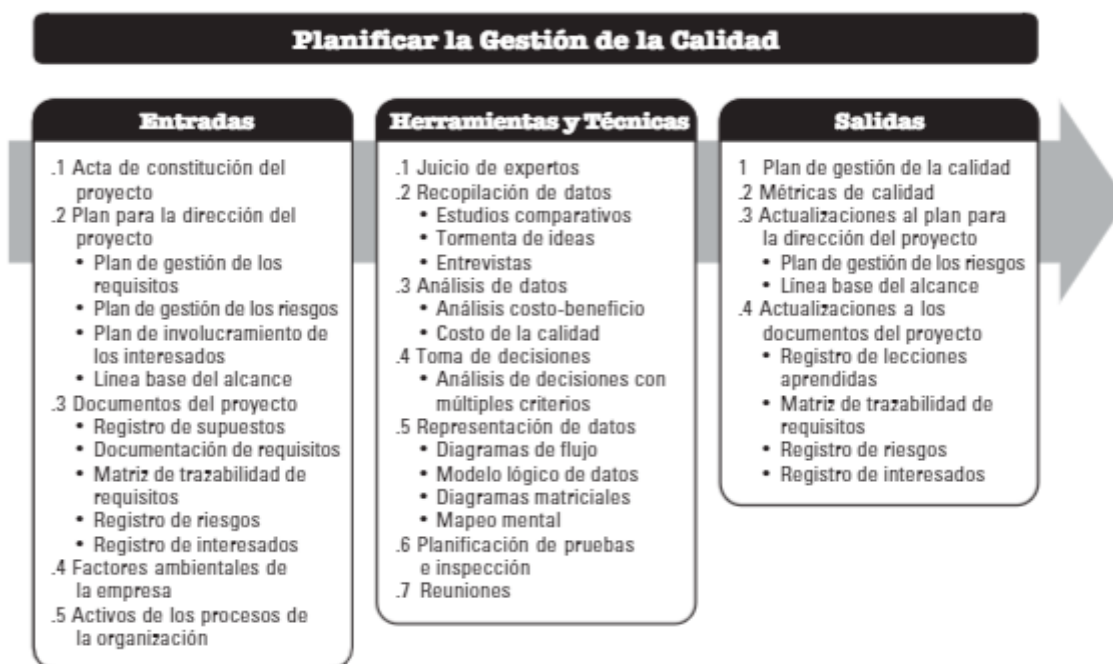 Planificar la Gestión de la Calidad
Entradas
.1 Acta de constitución del
proyecto
.2 Plan para la dirección del
proyecto
• Plan de gestión de los
requisitos
• Plan de gestión de los riesgos
• Plan de involucramiento de
los interesados
• Línea base del alcance
.3 Documentos del proyecto
• Registro de supuestos
• Documentación de requisitos
• Matriz de trazabilidad de
requisitos
• Registro de riesgos
• Registro de interesados
.4 Factores ambientales de
la empresa
.5 Activos de los procesos de
la organización
Herramientas y Técnicas
.1 Juicio de expertos
.2 Recopilación de datos
• Estudios comparativos
• Tormenta de ideas
• Entrevistas
.3 Análisis de datos
• Análisis costo-beneficio
• Costo de la calidad
.4 Toma de decisiones
• Análisis de decisiones con
múltiples criterios
.5 Representación de datos
• Diagramas de flujo
• Modelo lógico de datos
• Diagramas matriciales
• Mapeo mental
.6 Planificación de pruebas
e inspección
.7 Reuniones
Salidas
1 Plan de gestión de la calidad
.2 Métricas de calidad
.3 Actualizaciones al plan para
la dirección del proyecto
• Plan de gestión de los riesgos
• Línea base del alcance
.4 Actualizaciones a los
documentos del proyecto
• Registro de lecciones
aprendidas
• Matriz de trazabilidad de
requisitos
• Registro de riesgos
• Registro de interesados